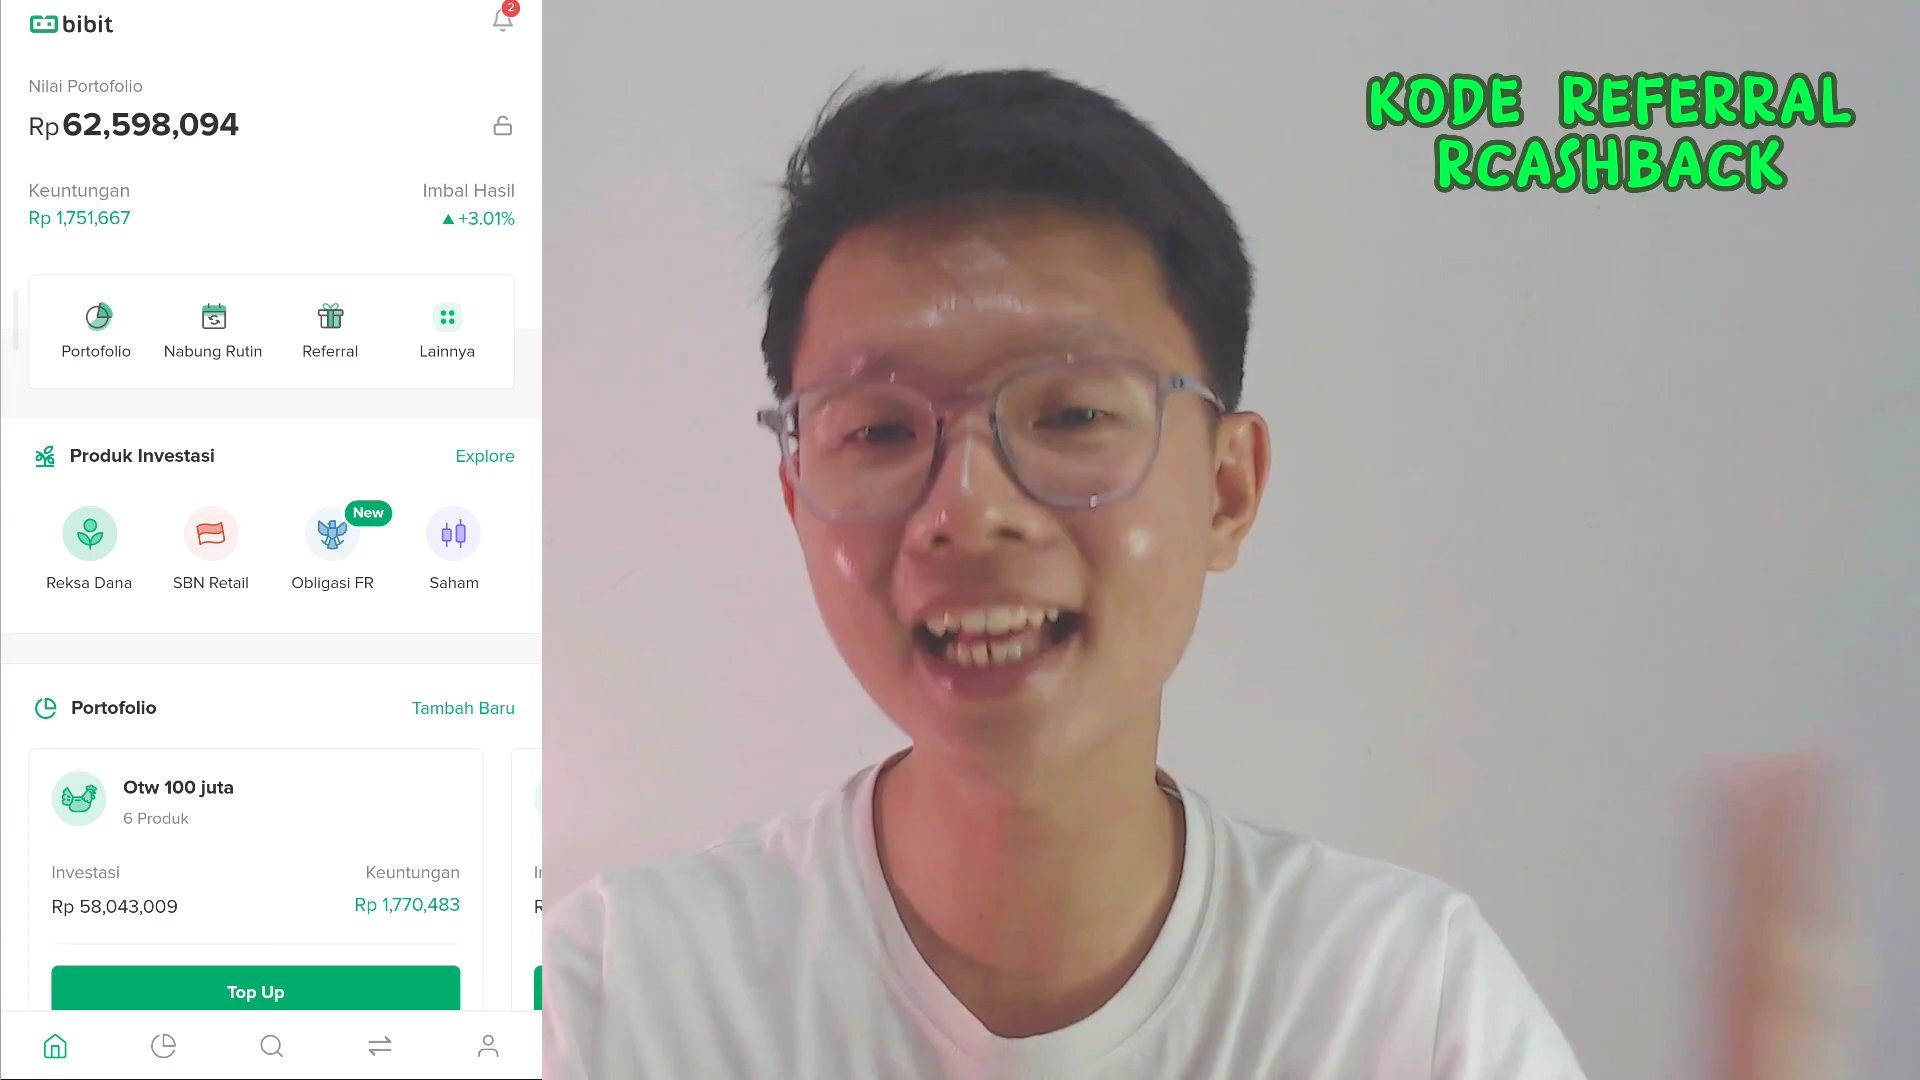 bibit
2
Nilai Portofolio
Rp62,598,094
Keuntungan
Imbal Hasil
Rp 1,751,667
+3.01%
Portofolio
Nabung Rutin
Referral
Lainnya
Produk Investasi
Explore
New
Reksa Dana
SBN Retail
Obligasi FR
Saham
Portofolio
Tambah Baru
Otw 100 juta
6 Produk
Investasi
Keuntungan
Rp 58,043,009
Rp 1,770,483
Top Up
KODE REFERRAL
RCASHBACK